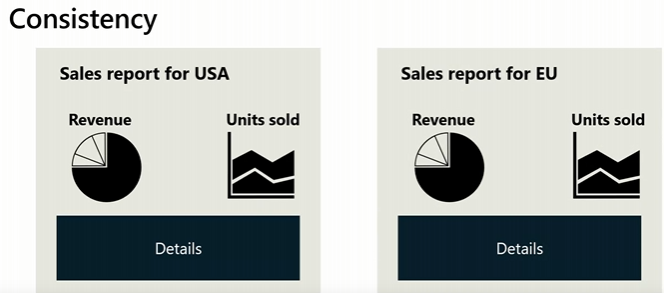 Consistency
Sales report for USA
Revenue
Units sold
Details
Sales report for EU
Revenue
Units sold
Details